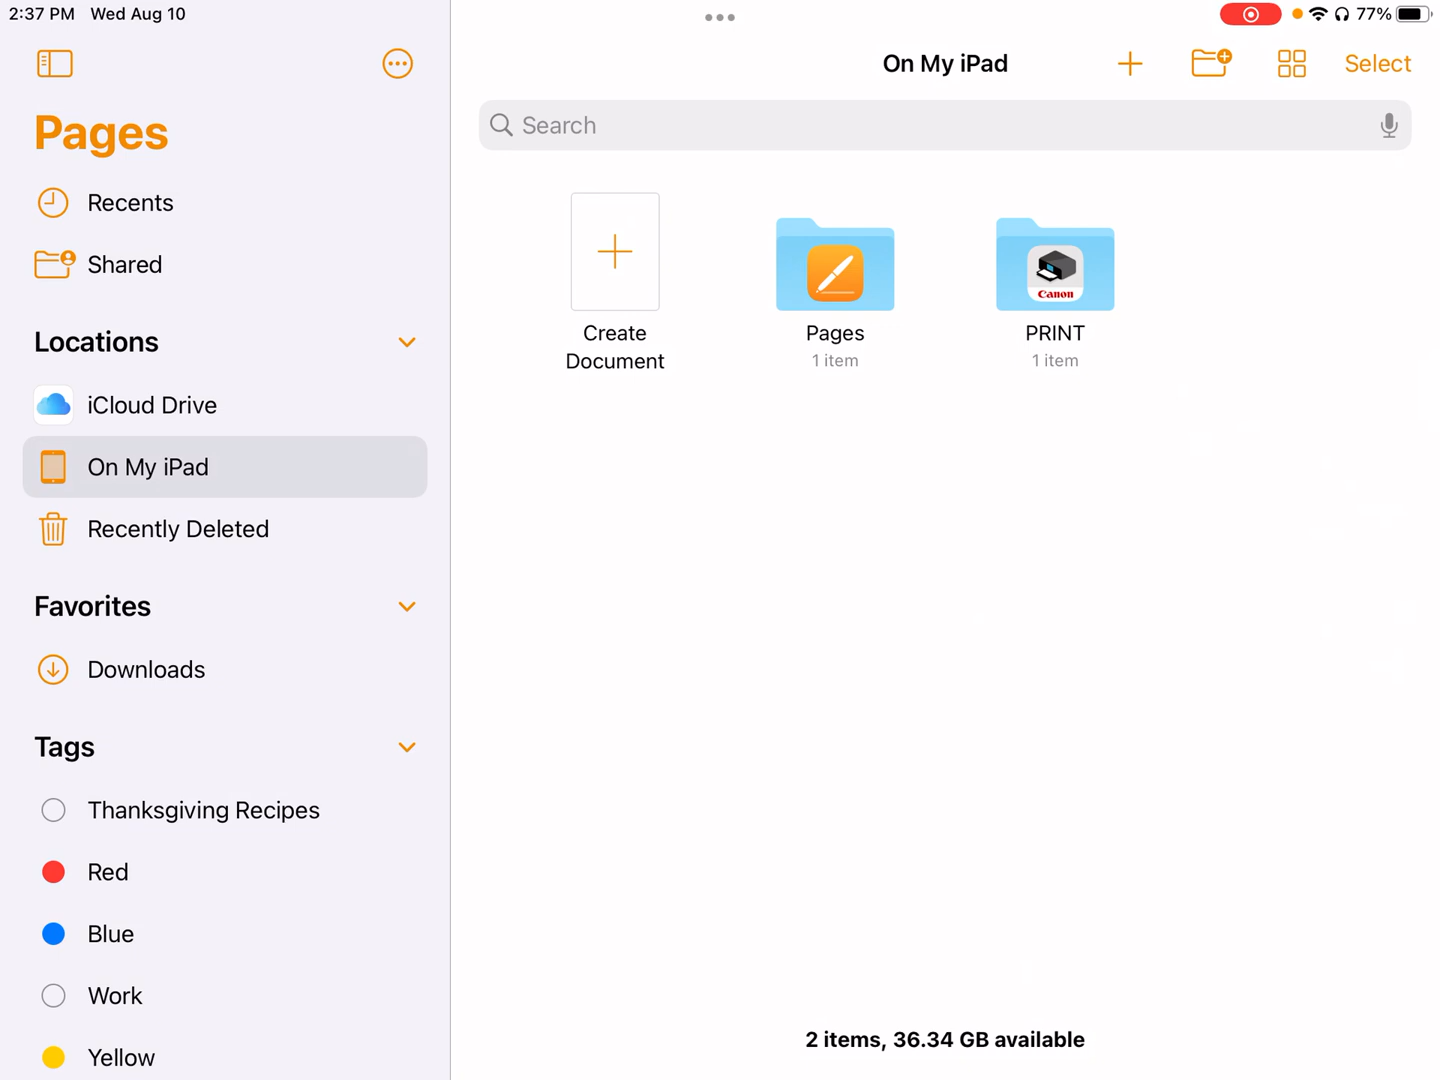 2:37 PM Wed Aug 10
77%
Pages
Recents
Shared
Locations
iCloud Drive
On My iPad
Recently Deleted
Favorites
Downloads
Tags
Thanksgiving Recipes
Red
Blue
Work
Yellow
On My iPad
Select
Search
Create
Document
Pages
1 item
Canon
PRINT
1 item
2 items, 36.34 GB available